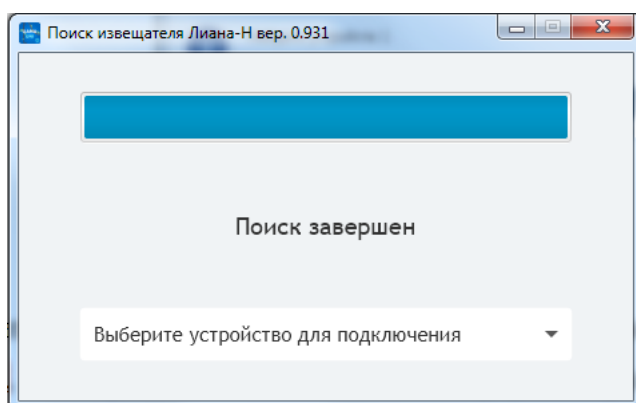 Поиск извещателя Лиана-Н вер. 0.931
Поиск завершен
Выберите устройство для подключения